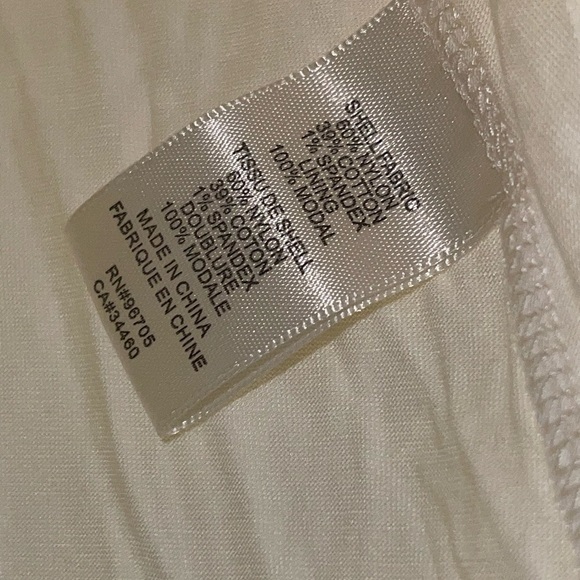 SHELL FABRIC
60% NYLON
39% COTTON
1% SPANDEX
LINING
100% MODAL
TISSU DE SHELL
60% NYLON
39% COTTON
1% SPANDEX
DOUBLURE
100% MODALE
MADE IN CHINA
FABRIQUE EN CHINE
RN#96705
CA#34460